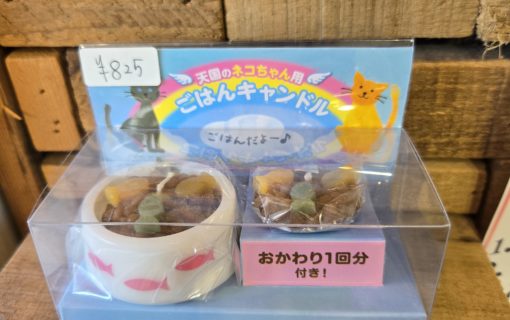 ¥825
天国のネコちゃん用
ごはんキャンドル
ごはんだよー♪
おかわり1回分
付き!